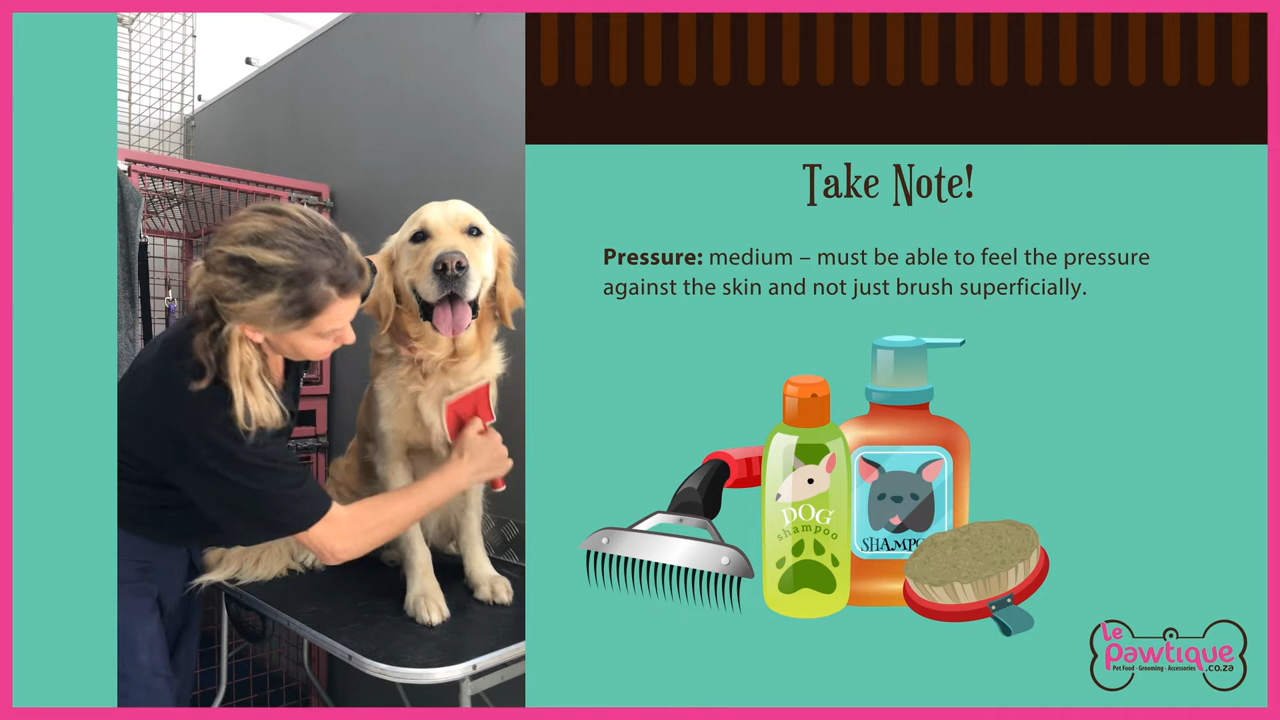 Take Note!
Pressure: medium – must be able to feel the pressure
against the skin and not just brush superficially.
DOG
shampoo
SHAMPO
Le
Pawtique
Pet Food · Grooming · Accessories
.co.za